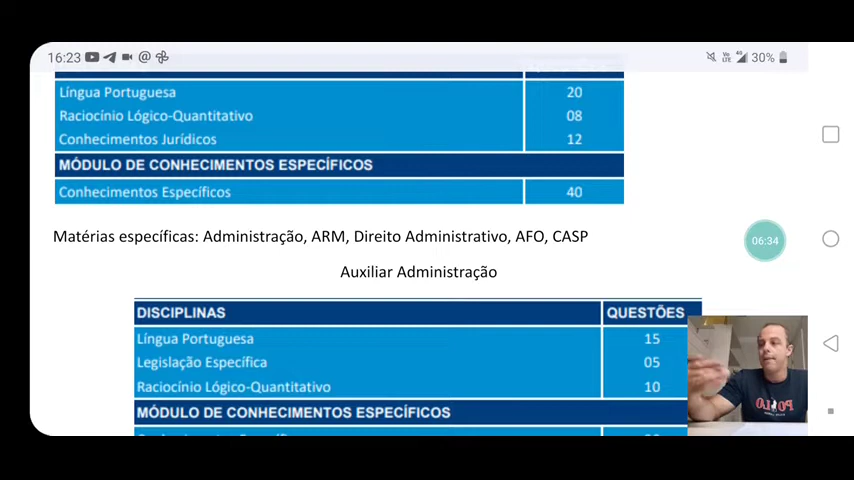 16:23 30%
Língua Portuguesa 20
Raciocínio Lógico-Quantitativo 08
Conhecimentos Jurídicos 12
MÓDULO DE CONHECIMENTOS ESPECÍFICOS
Conhecimentos Específicos 40
Matérias específicas: Administração, ARM, Direito Administrativo, AFO, CASP
06:34
Auxiliar Administração
DISCIPLINAS QUESTÕES
Língua Portuguesa 15
Legislação Específica 05
Raciocínio Lógico-Quantitativo 10
POLO
MÓDULO DE CONHECIMENTOS ESPECÍFICOS